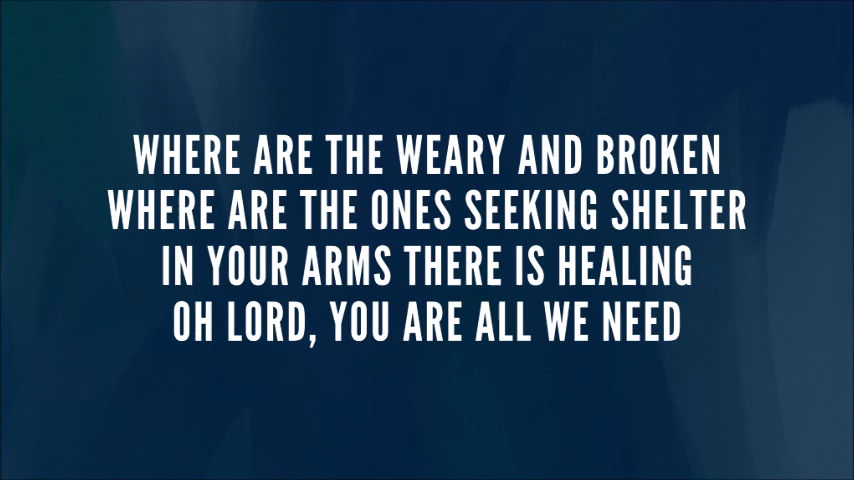 WHERE ARE THE WEARY AND BROKEN
WHERE ARE THE ONES SEEKING SHELTER
IN YOUR ARMS THERE IS HEALING
OH LORD, YOU ARE ALL WE NEED